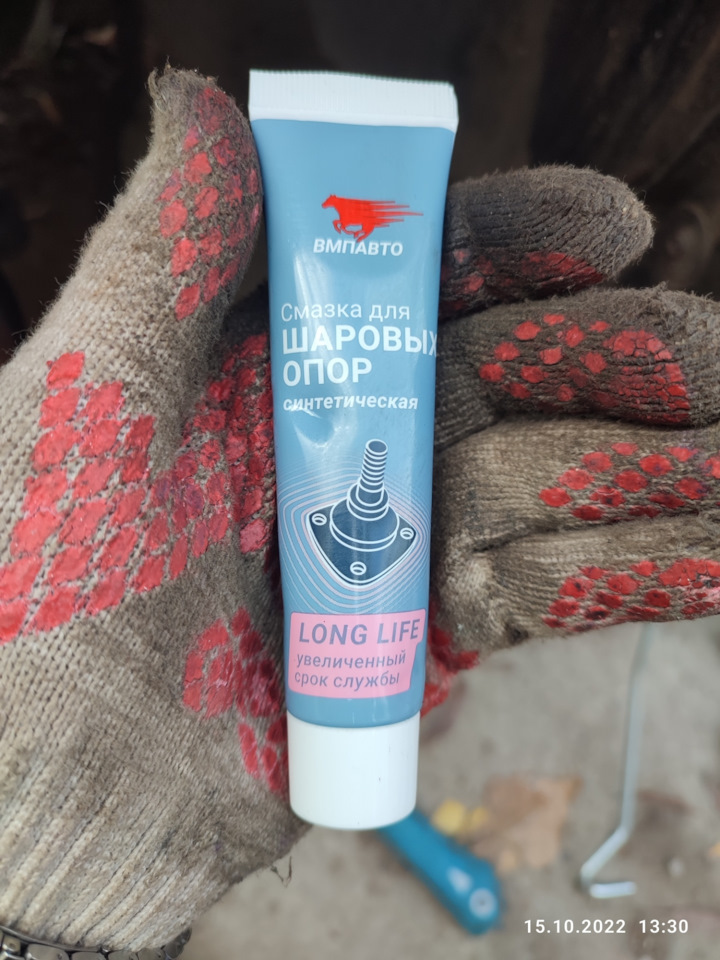 ВМПАВТО
Смазка для
ШАРОВЫХ
ОПОР
синтетическая
LONG LIFE
увеличенный
срок службы
15.10.2022 13:30